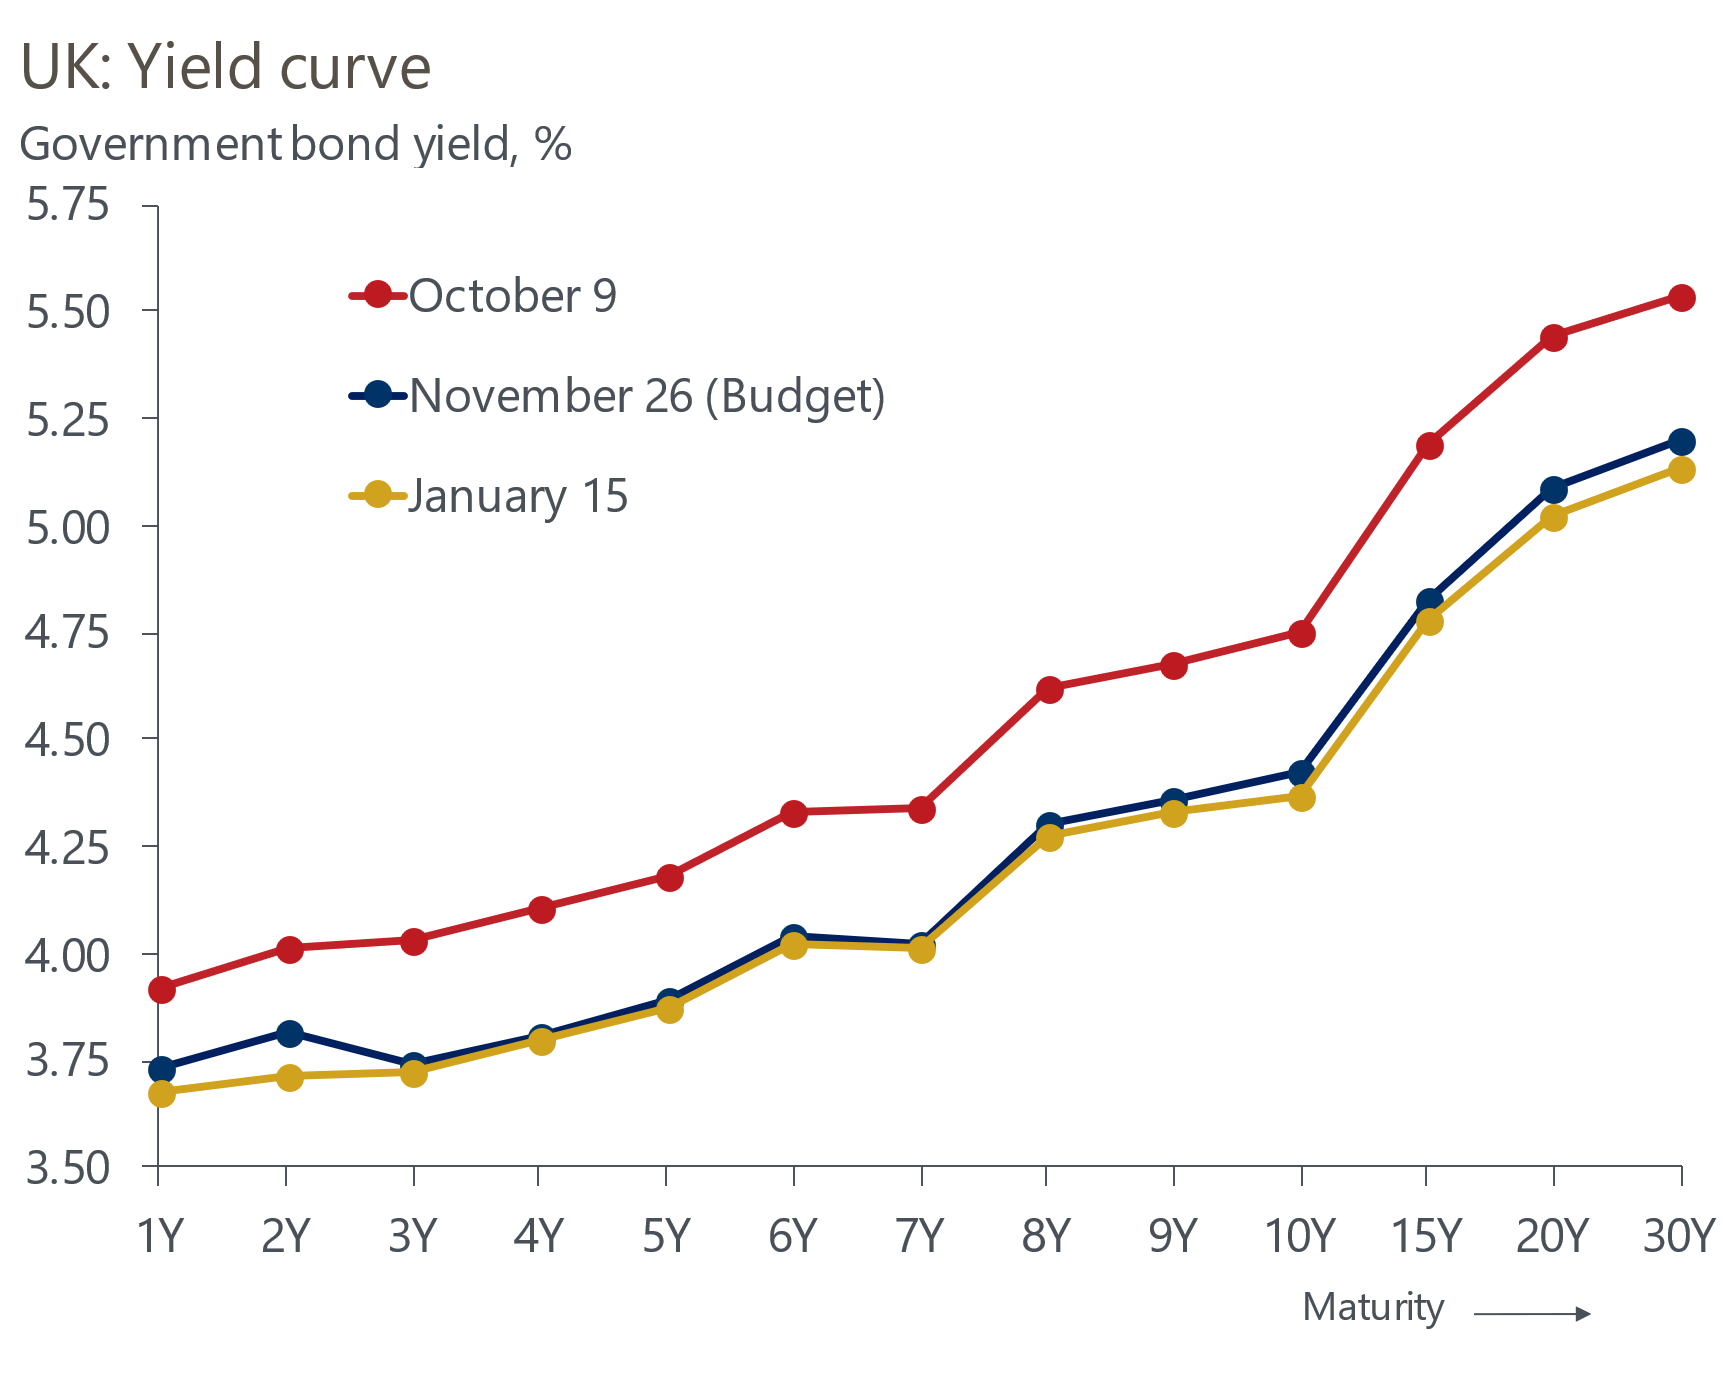 UK: Yield curve
Government bond yield, %
5.75
5.50
5.25
5.00
4.75
4.50
4.25
4.00
3.75
3.50
October 9
November 26 (Budget)
January 15
1Y 2Y 3Y 4Y 5Y 6Y 7Y 8Y 9Y 10Y 15Y 20Y 30Y
Maturity